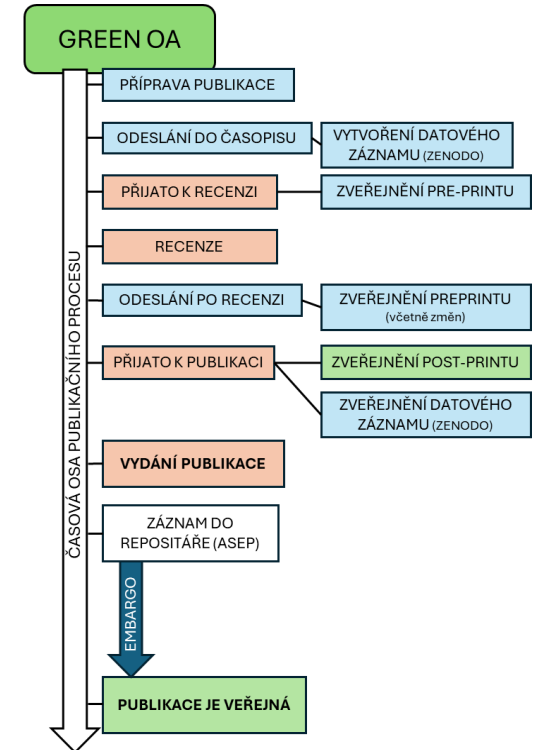 GREEN OA
PŘÍPRAVA PUBLIKACE
ODESLÁNÍ DO ČASOPISU
VYTVOŘENÍ DATOVÉHO
ZÁZNAMU (ZENODO)
PŘIJATO K RECENZI
ZVEŘEJNĚNÍ PRE-PRINTU
RECENZE
ODESLÁNÍ PO RECENZI
ZVEŘEJNĚNÍ PREPRINTU
(včetně změn)
PŘIJATO K PUBLIKACI
ZVEŘEJNĚNÍ POST-PRINTU
ZVEŘEJNĚNÍ DATOVÉHO
ZÁZNAMU (ZENODO)
VYDÁNÍ PUBLIKACE
ZÁZNAM DO
REPOSITÁŘE (ASEP)
EMBARGO
PUBLIKACE JE VEŘEJNÁ
ČASOVÁ OSA PUBLIKAČNÍHO PROCESU